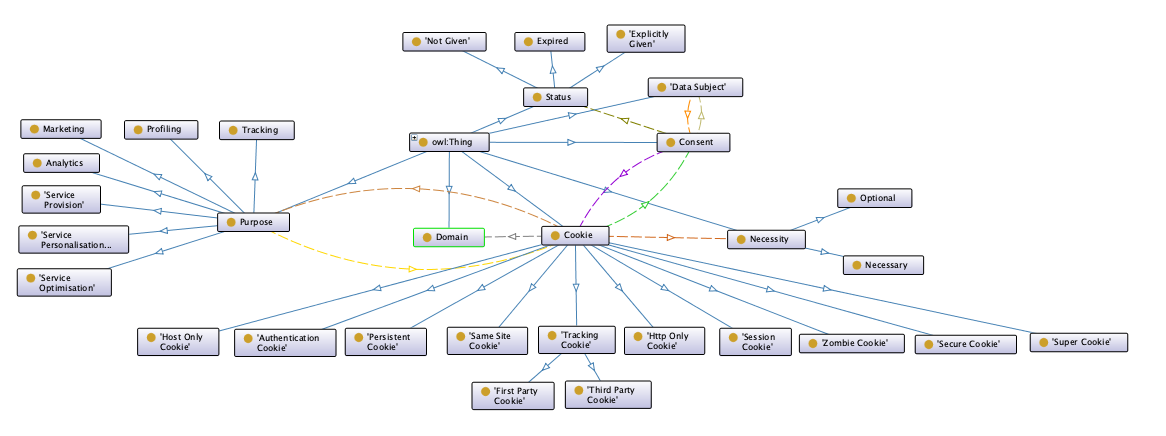 'Not Given'
Expired
'Explicitly
Given'
Status
'Data Subject'
Marketing
Profiling
Tracking
owl:Thing
Consent
Analytics
'Service
Provision'
Optional
Purpose
'Service
Personalisation...
Domain
Cookie
Necessity
Necessary
'Service
Optimisation'
'Host Only
Cookie'
'Authentication
Cookie'
'Persistent
Cookie'
'Same Site
Cookie'
'Tracking
Cookie'
'Http Only
Cookie'
'Session
Cookie'
'Zombie Cookie'
'Secure Cookie'
'Super Cookie'
'First Party
Cookie'
'Third Party
Cookie'